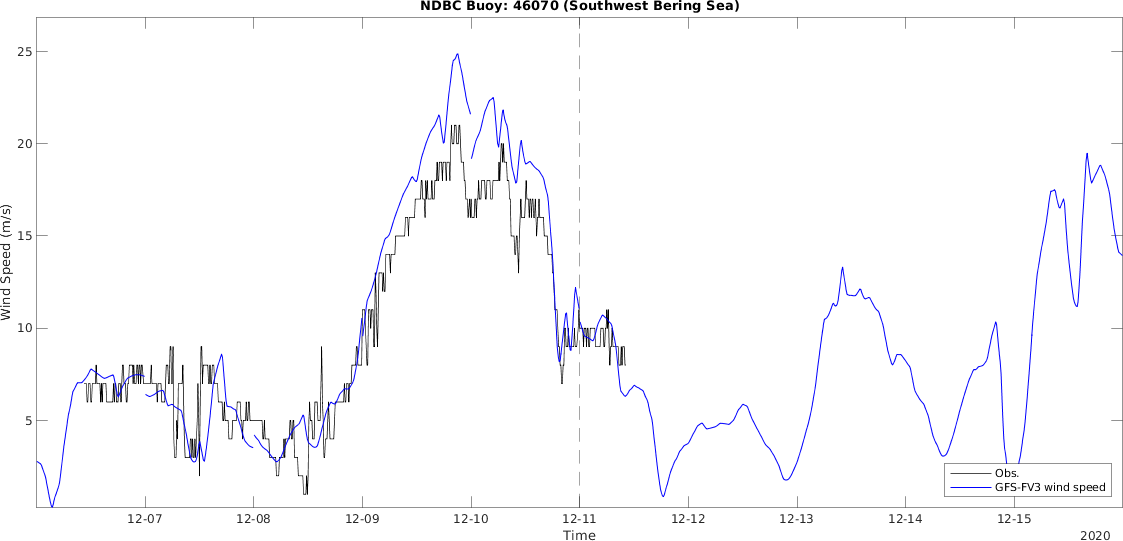 NDBC Buoy: 46070 (Southwest Bering Sea)
25
20
15
10
5
Wind Speed (m/s)
Obs.
GFS-FV3 wind speed
12-07 12-08 12-09 12-10 12-11 12-12 12-13 12-14 12-15
Time
2020